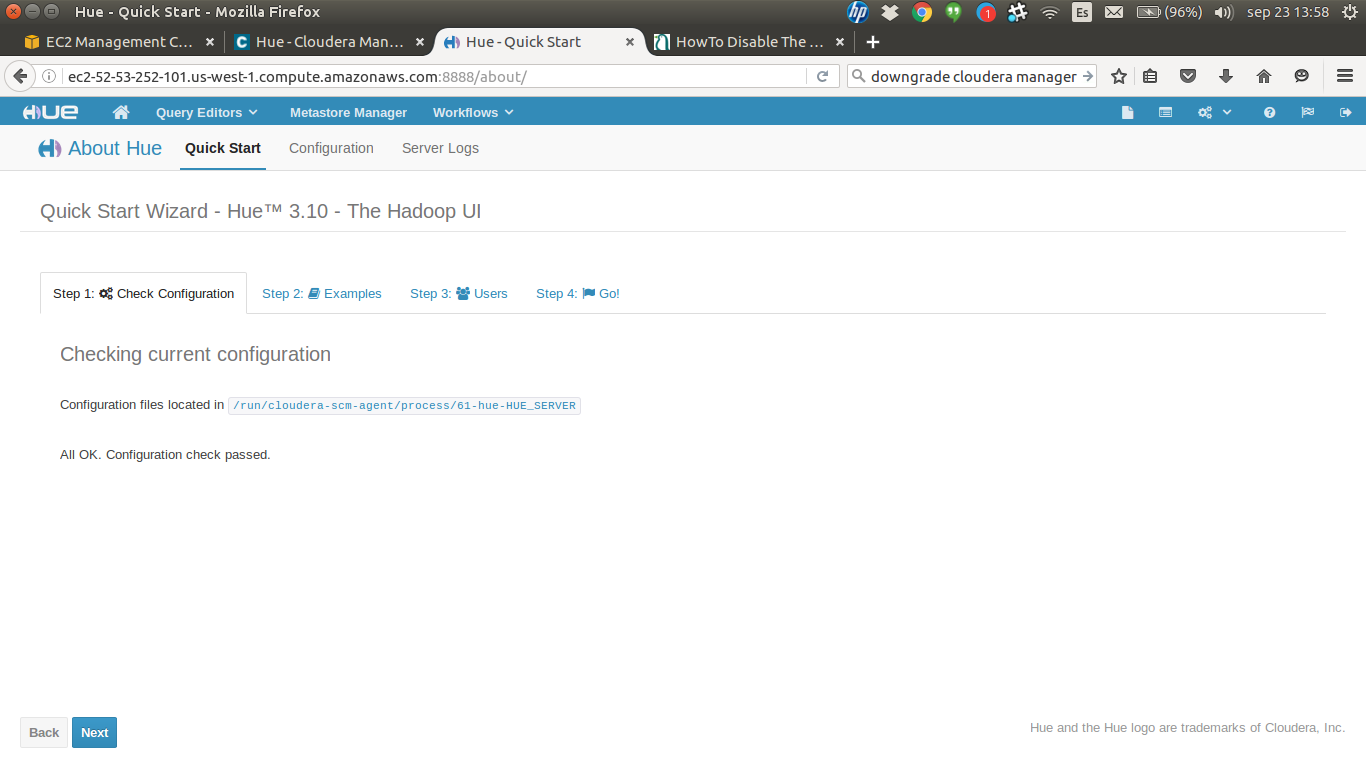 Hue - Quick Start - Mozilla Firefox
1
Es
(96%)
sep 23 13:58
EC2 Management C...
Hue - Cloudera Man...
Hue - Quick Start
HowTo Disable The ...
ec2-52-53-252-101.us-west-1.compute.amazonaws.com:8888/about/
downgrade cloudera manager
HUE
Query Editors
Metastore Manager
Workflows
About Hue
Quick Start
Configuration
Server Logs
Quick Start Wizard - Hue™ 3.10 - The Hadoop UI
Step 1: Check Configuration
Step 2: Examples
Step 3: Users
Step 4: Go!
Checking current configuration
Configuration files located in /run/cloudera-scm-agent/process/61-hue-HUE_SERVER
All OK. Configuration check passed.
Back
Next
Hue and the Hue logo are trademarks of Cloudera, Inc.